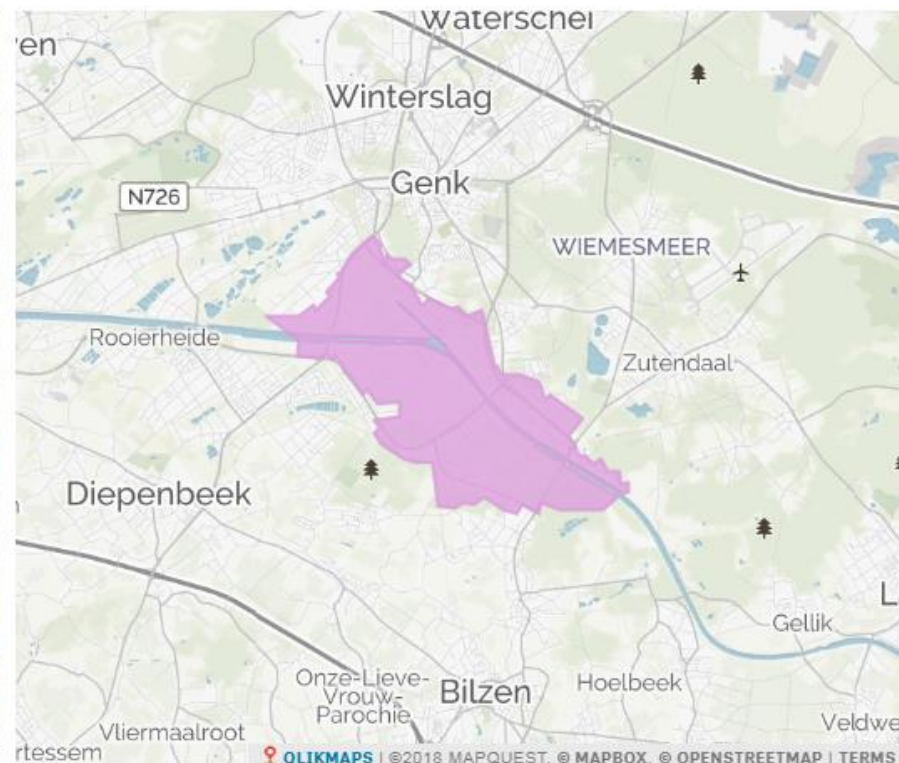 Waterschei
en
Winterslag
N726
Genk
WIEMESMEER
Rooierheide
Zutendaal
Diepenbeek
L
Gellik
Onze-Lieve-
Vrouw-
Parochie
Bilzen
Hoelbeek
Vliermaalroot
Veldwe
rtessem
QLIKMAPS | ©2018 MAPQUEST, © MAPBOX, © OPENSTREETMAP | TERMS